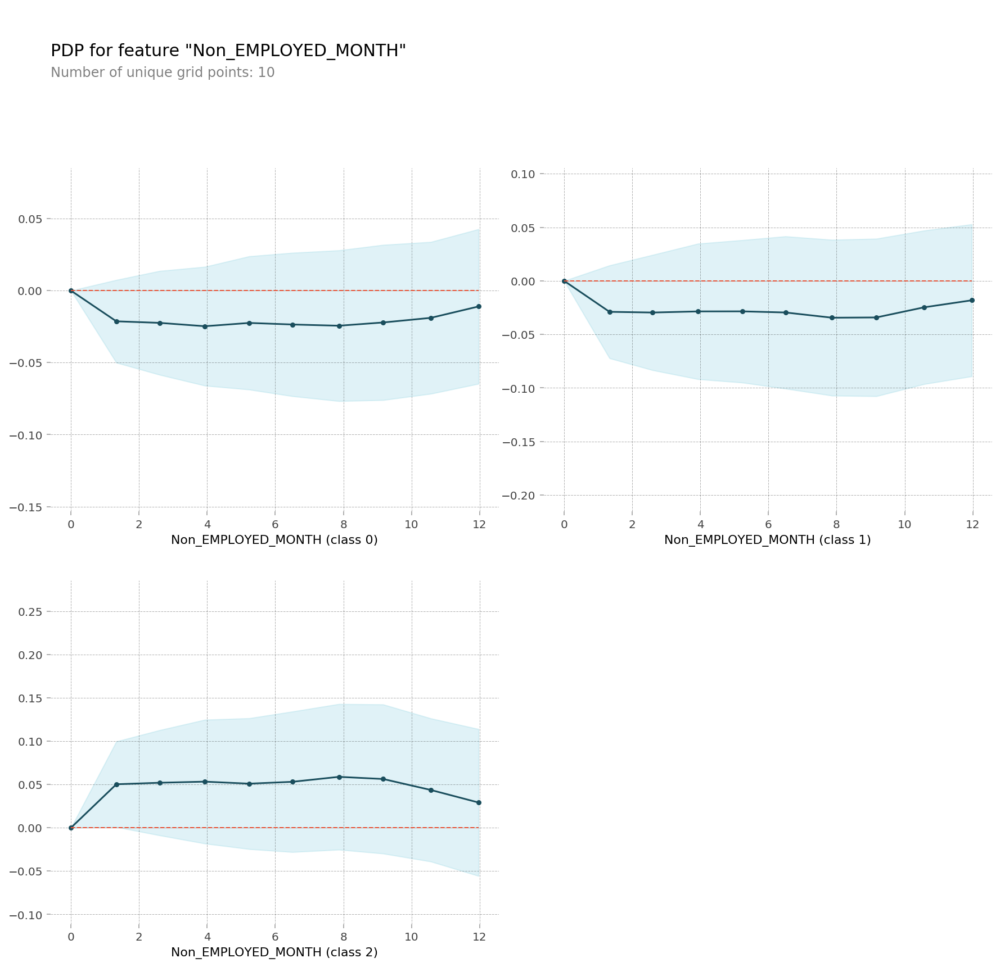 PDP for feature "Non_EMPLOYED_MONTH"
Number of unique grid points: 10
0.05
0.00
−0.05
−0.10
−0.15
0 2 4 6 8 10 12
Non_EMPLOYED_MONTH (class 0)
0.10
0.05
0.00
−0.05
−0.10
−0.15
−0.20
0 2 4 6 8 10 12
Non_EMPLOYED_MONTH (class 1)
0.25
0.20
0.15
0.10
0.05
0.00
−0.05
−0.10
0 2 4 6 8 10 12
Non_EMPLOYED_MONTH (class 2)